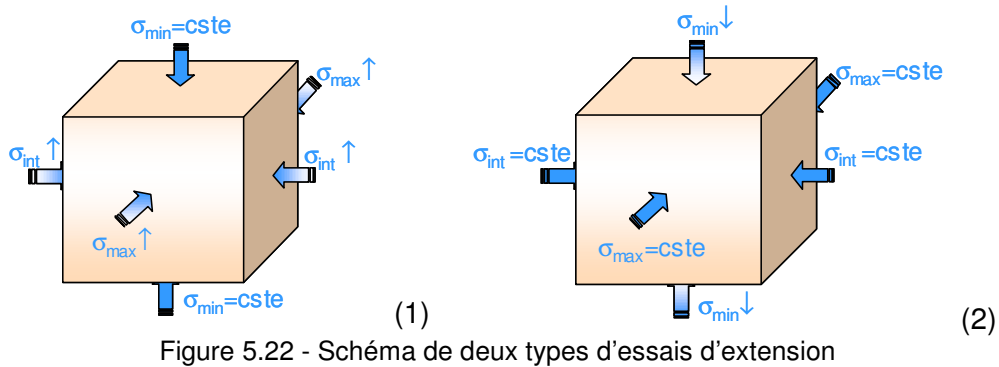 σmin=cste
σmax↑
σint↑
σint↑
σmax↑
σmin=cste
(1)
σmin↓
σmax=cste
σint=cste
σint=cste
σmax=cste
σmin↓
(2)
Figure 5.22 - Schéma de deux types d'essais d'extension